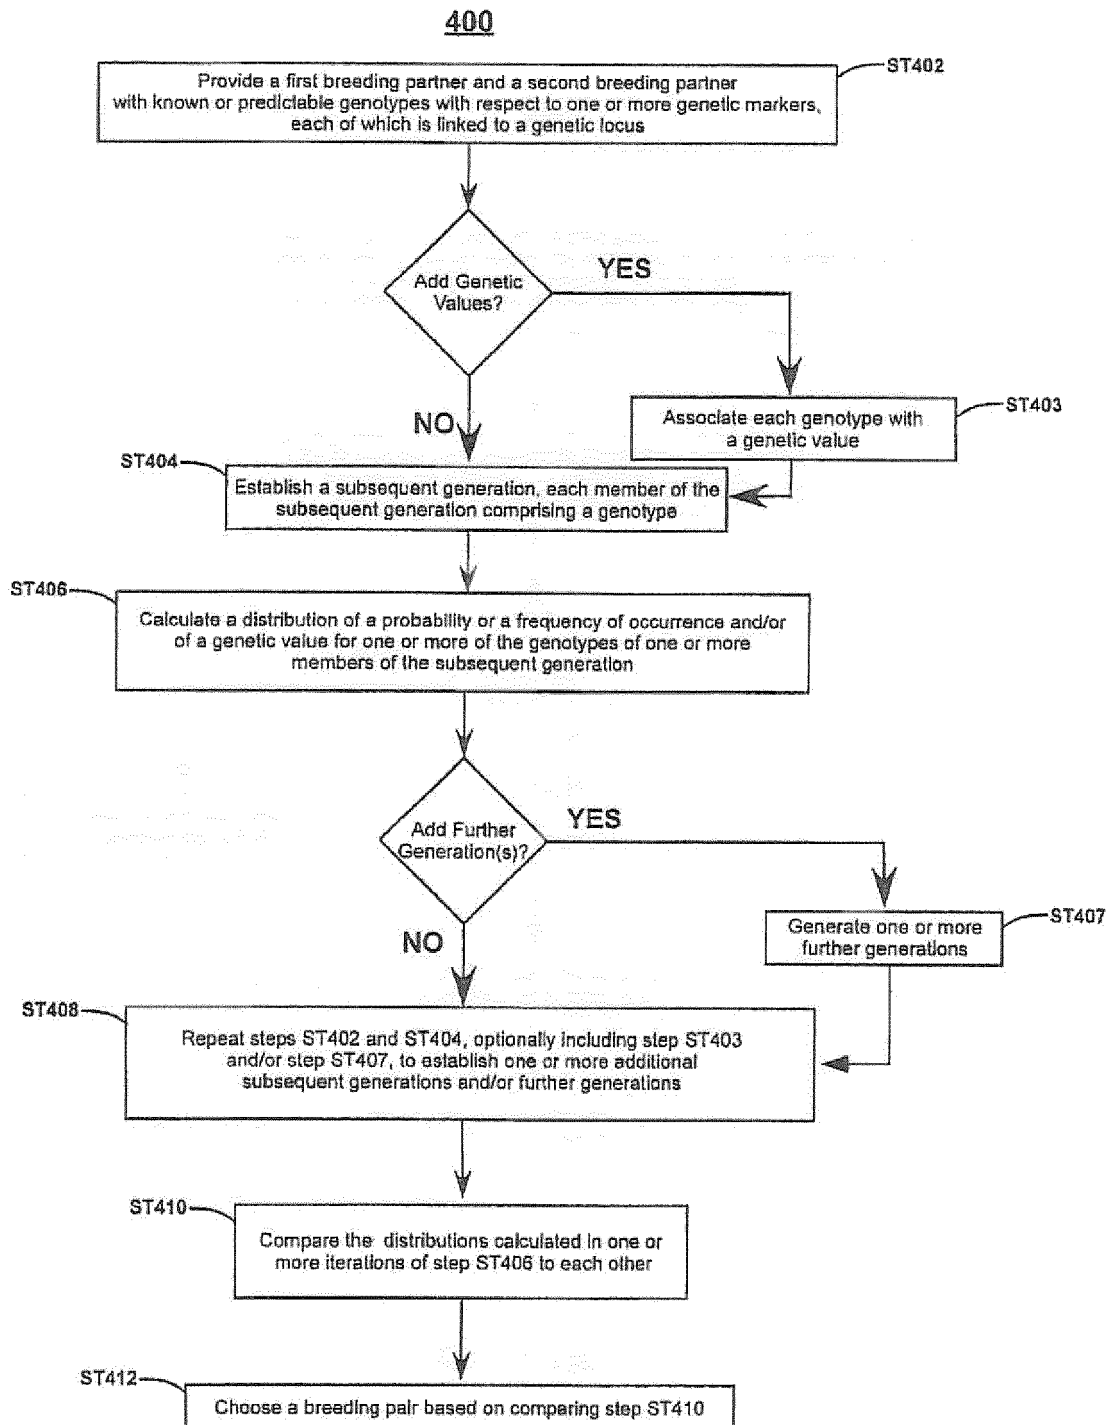 400
ST402
Provide a first breeding partner and a second breeding partner
with known or predictable genotypes with respect to one or more genetic markers,
each of which is linked to a genetic locus
Add Genetic
Values?
YES
NO
ST403
Associate each genotype with
a genetic value
ST404
Establish a subsequent generation, each member of the
subsequent generation comprising a genotype
ST406
Calculate a distribution of a probability or a frequency of occurrence and/or
of a genetic value for one or more of the genotypes of one or more
members of the subsequent generation
Add Further
Generation(s)?
YES
NO
ST407
Generate one or more
further generations
ST408
Repeat steps ST402 and ST404, optionally including step ST403
and/or step ST407, to establish one or more additional
subsequent generations and/or further generations
ST410
Compare the distributions calculated in one or
more iterations of step ST406 to each other
ST412
Choose a breeding pair based on comparing step ST410